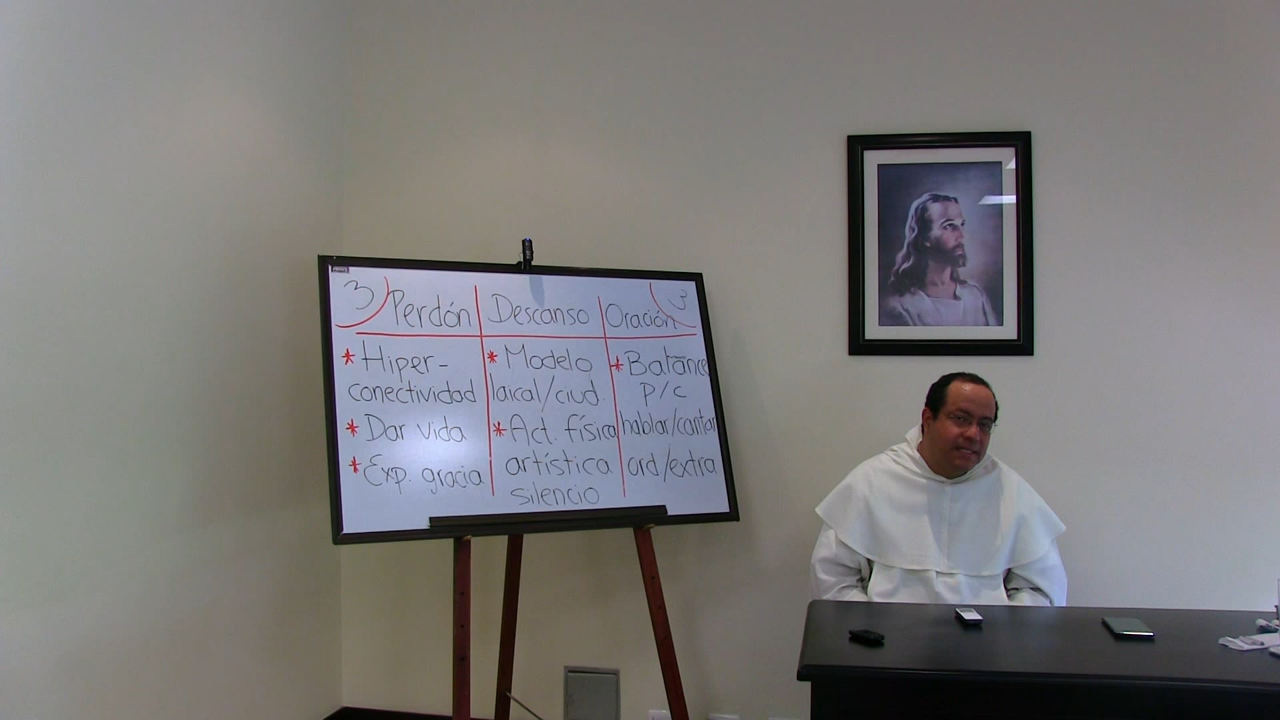 3 Perdón Descanso Oración 3
* Hiper-
conectividad
* Dar vida
* Exp. gracia
* Modelo
laical/ciud.
* Act. física
artística
silencio
* Balance
p/c
hablar/cantar
ord/extra